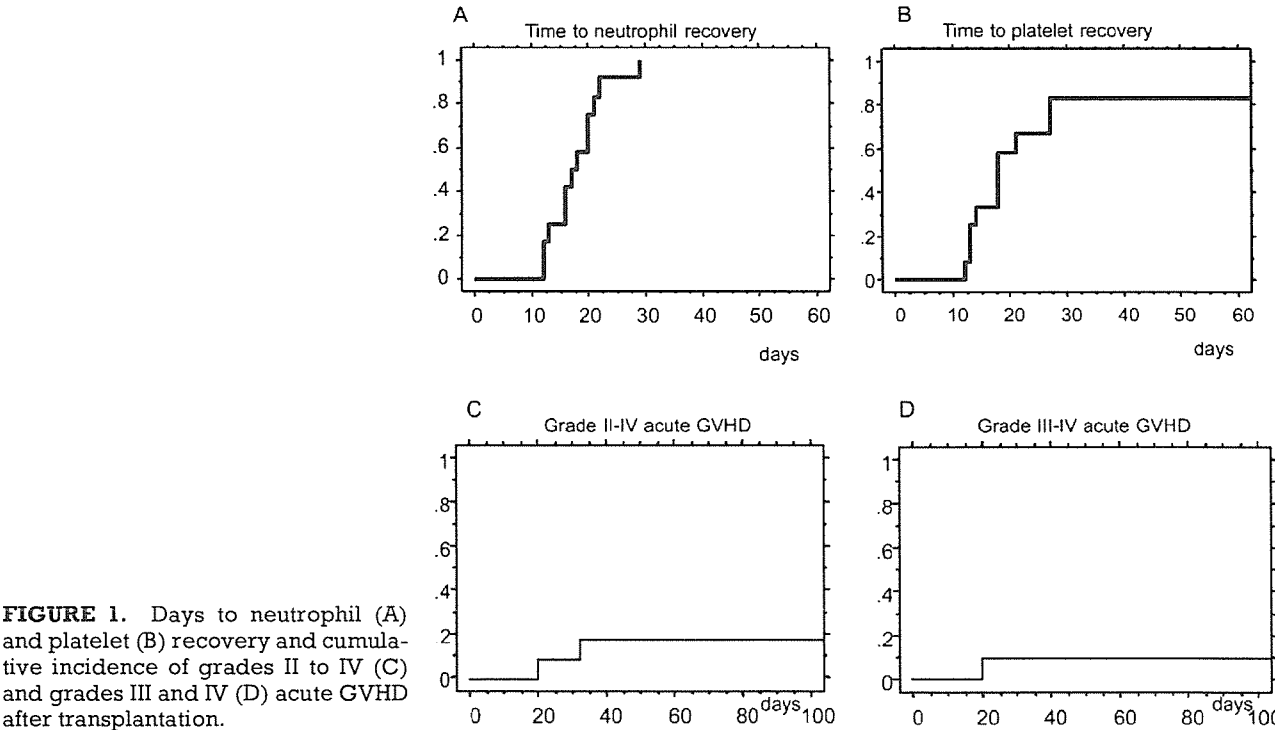 A
Time to neutrophil recovery
1
.8
.6
.4
.2
0
0 10 20 30 40 50 60
days
B
Time to platelet recovery
1
.8
.6
.4
.2
0
0 10 20 30 40 50 60
days
C
Grade II-IV acute GVHD
1
.8
.6
.4
.2
0
0 20 40 60 80 100
days
D
Grade III-IV acute GVHD
1
.8
.6
.4
.2
0
0 20 40 60 80 100
days
FIGURE 1. Days to neutrophil (A)
and platelet (B) recovery and cumula-
tive incidence of grades II to IV (C)
and grades III and IV (D) acute GVHD
after transplantation.